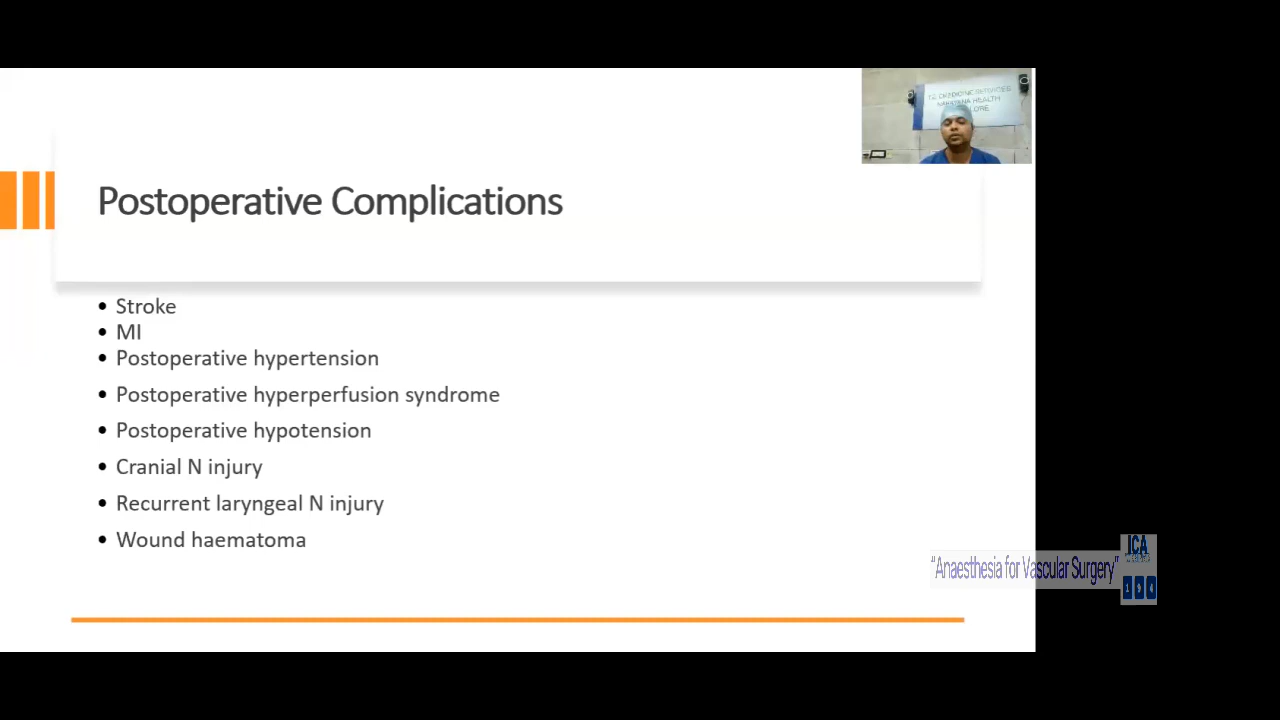 Postoperative Complications
• Stroke
• MI
• Postoperative hypertension
• Postoperative hyperperfusion syndrome
• Postoperative hypotension
• Cranial N injury
• Recurrent laryngeal N injury
• Wound haematoma
"Anaesthesia for Vascular Surgery"
ICA
HEALTH